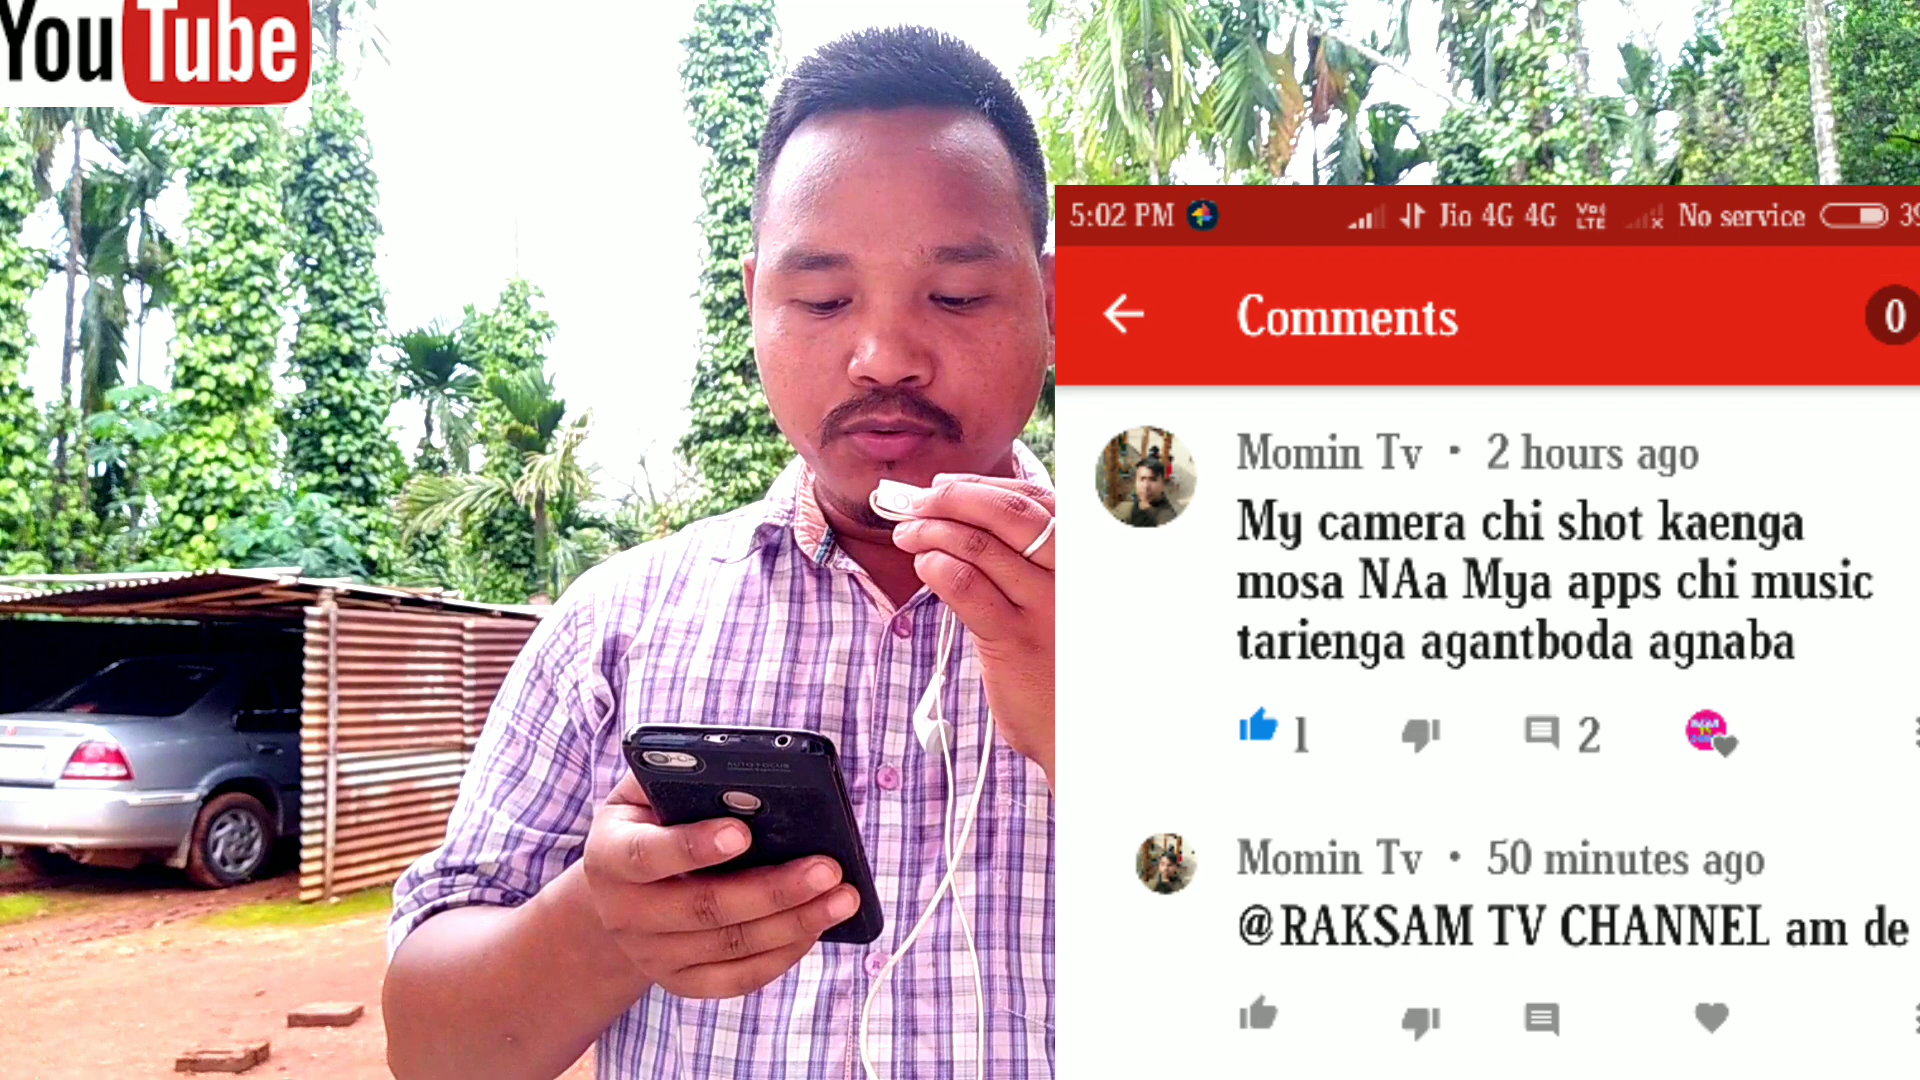 YouTube
5:02 PM Jio 4G 4G VoLTE No service 39
Comments 0
Momin Tv • 2 hours ago
My camera chi shot kaenga
mosa NAa Mya apps chi music
tarienga agantboda agnaba
1 2
Momin Tv • 50 minutes ago
@RAKSAM TV CHANNEL am de
AUTO FOCUS